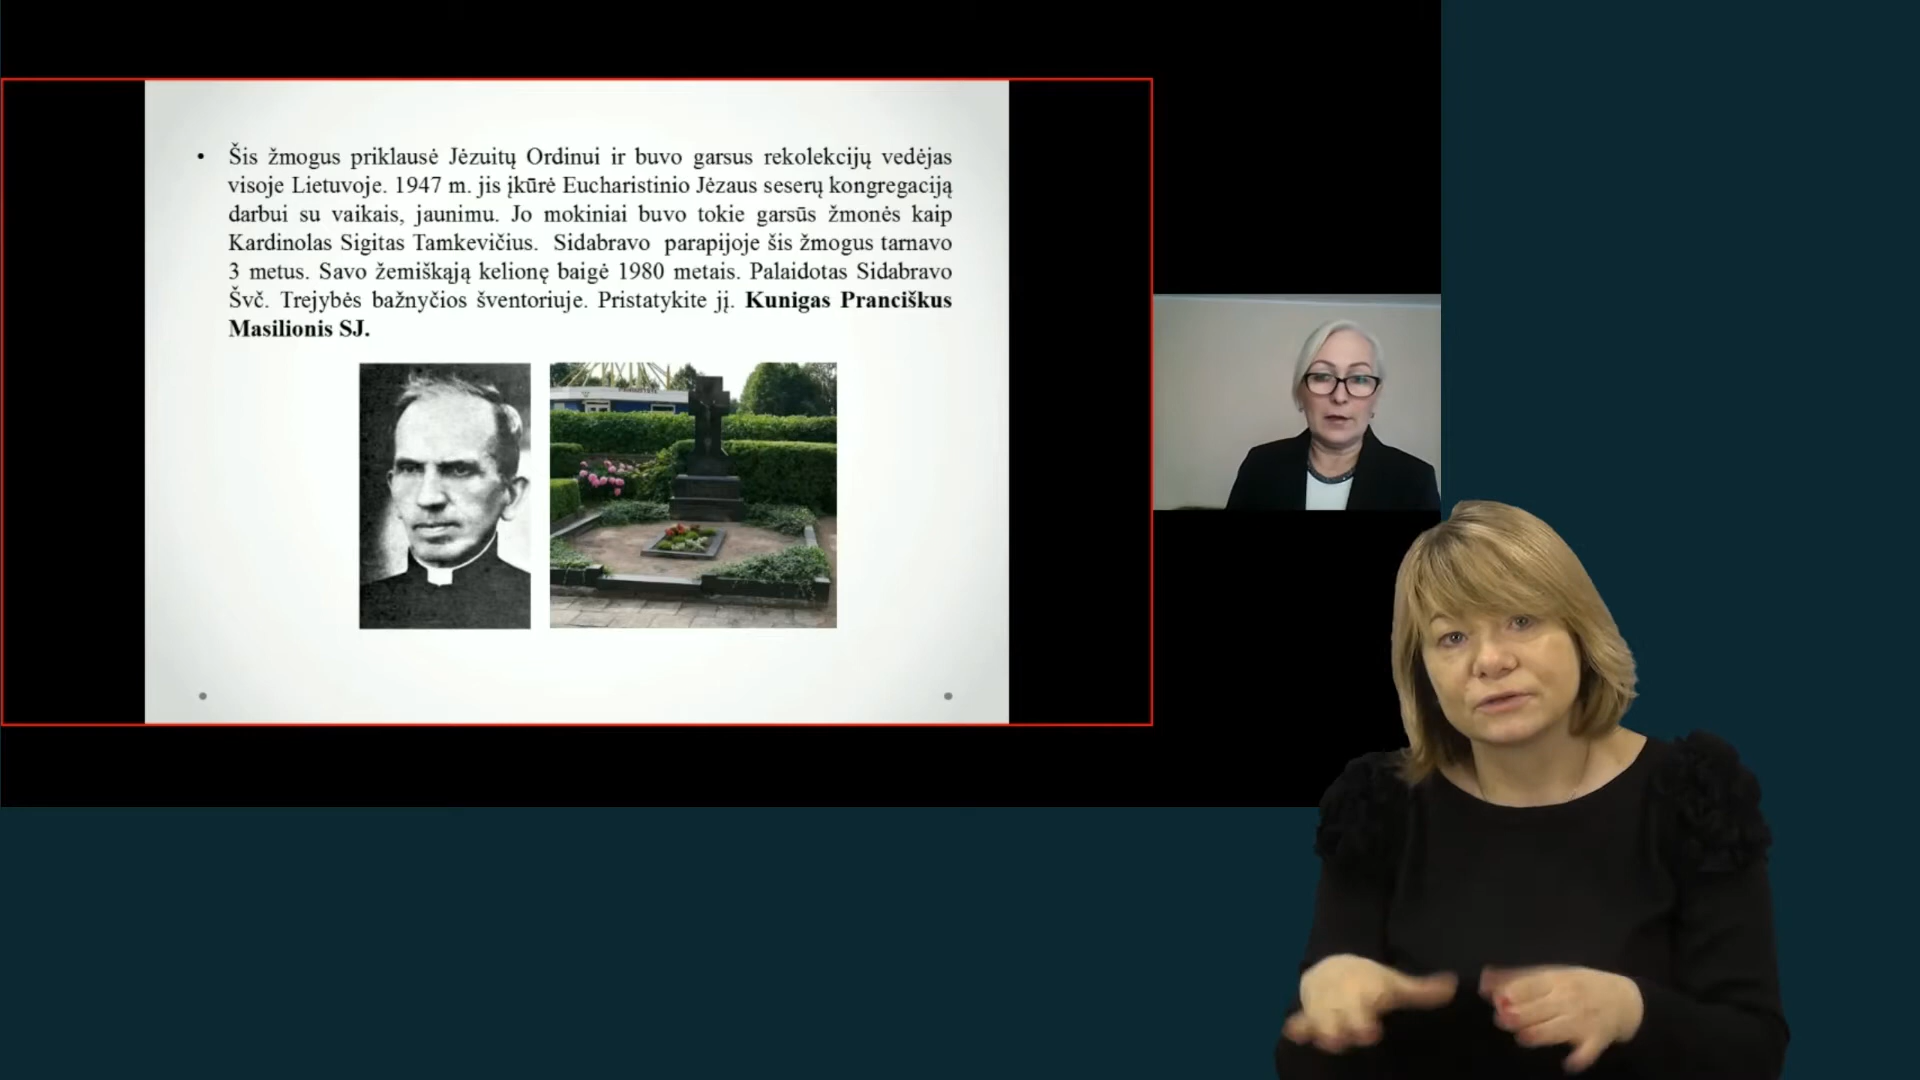 • Šis žmogus priklausė Jėzuitų Ordinui ir buvo garsus rekolekcijų vedėjas
visoje Lietuvoje. 1947 m. jis įkūrė Eucharistinio Jėzaus seserų kongregaciją
darbui su vaikais, jaunimu. Jo mokiniai buvo tokie garsūs žmonės kaip
Kardinolas Sigitas Tamkevičius. Sidabravo parapijoje šis žmogus tarnavo
3 metus. Savo žemiškąją kelionę baigė 1980 metais. Palaidotas Sidabravo
Švč. Trejybės bažnyčios šventoriuje. Pristatykite jį. Kunigas Pranciškus
Masilionis SJ.